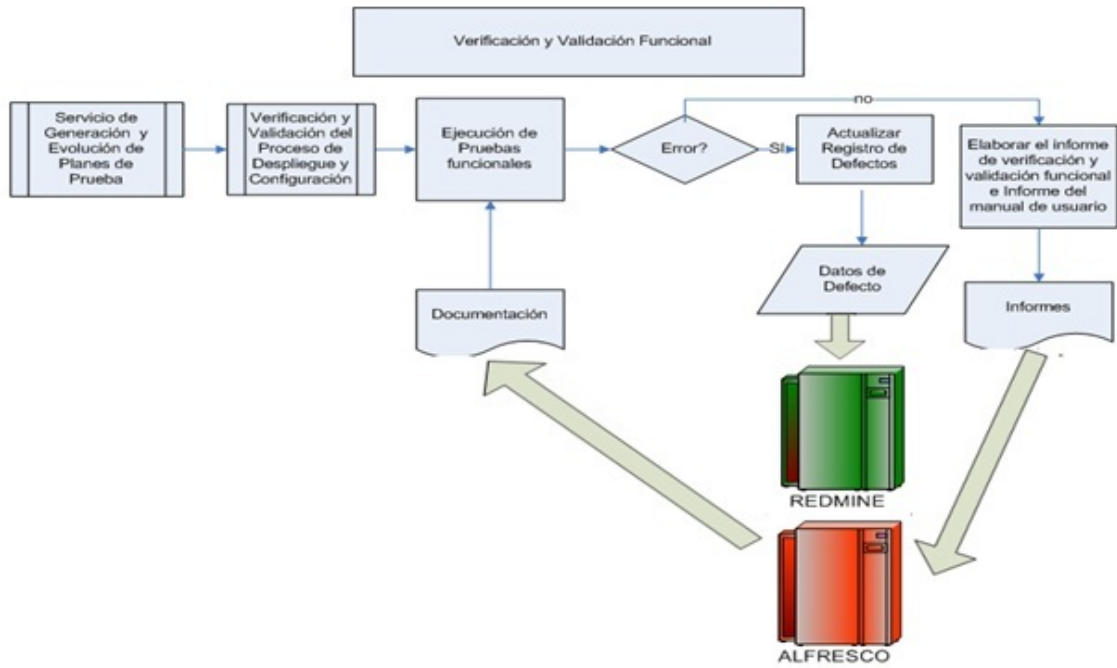 Verificación y Validación Funcional
Servicio de
Generación y
Evolución de
Planes de
Prueba
Verificación y
Validación del
Proceso de
Despliegue y
Configuración
Ejecución de
Pruebas
funcionales
Error?
no
SI
Actualizar
Registro de
Defectos
Elaborar el informe
de verificación y
validación funcional
e Informe del
manual de usuario
Documentación
Datos de
Defecto
Informes
REDMINE
ALFRESCO